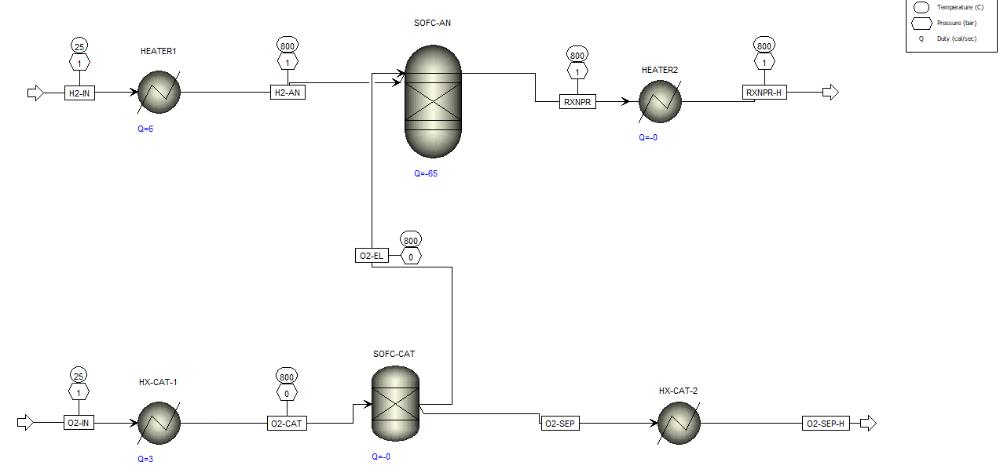 Temperature (C)
Pressure (bar)
Q Duty (cal/sec)
SOFC-AN
25
1
HEATER1
800
1
800
1
HEATER2
800
1
H2-IN
H2-AN
RXNPR
RXNPR-H
Q=6
Q=-0
Q=-65
800
O2-EL
0
SOFC-CAT
25
1
HX-CAT-1
800
0
HX-CAT-2
O2-IN
O2-CAT
O2-SEP
O2-SEP-H
Q=3
Q=-0